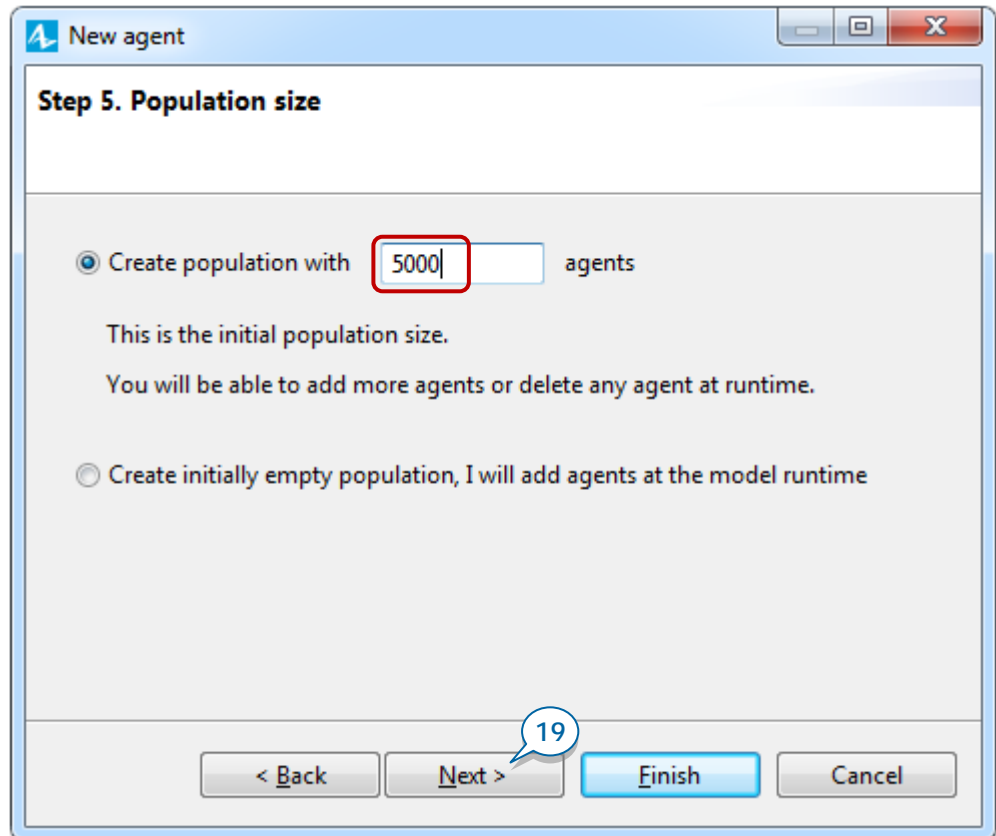 New agent
Step 5. Population size
Create population with 5000 agents
This is the initial population size.
You will be able to add more agents or delete any agent at runtime.
Create initially empty population, I will add agents at the model runtime
19
< Back Next > Finish Cancel